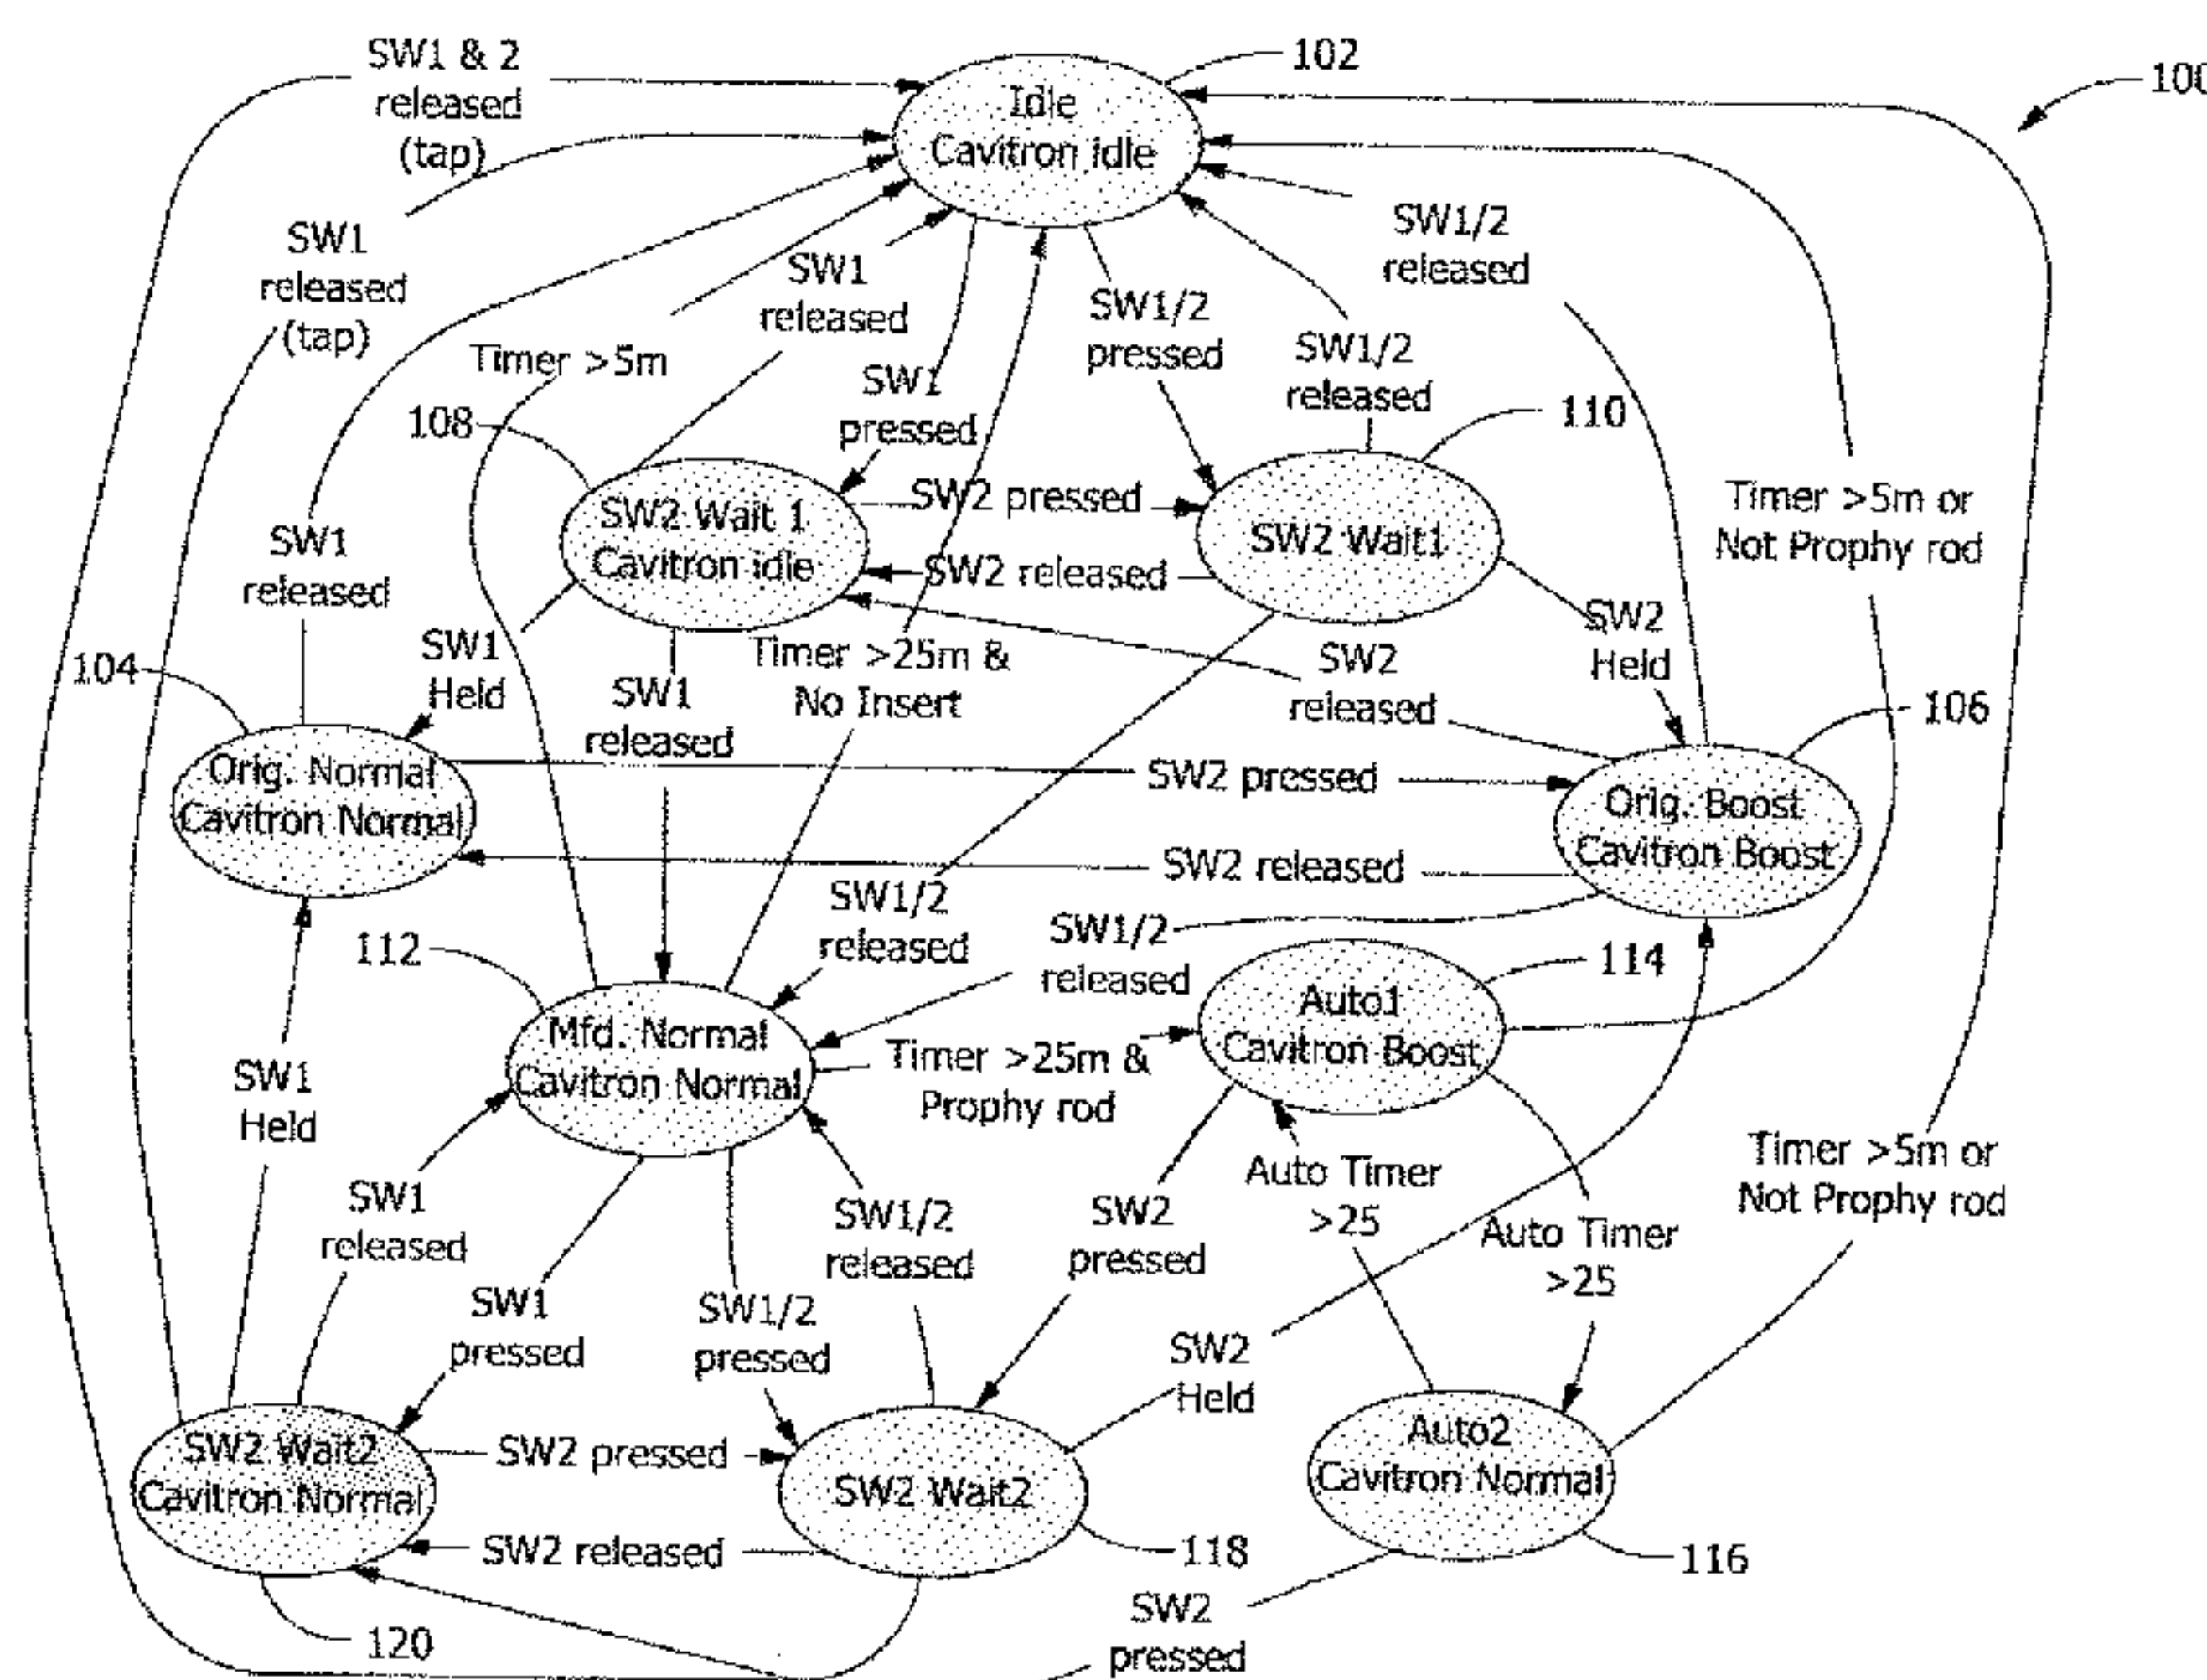 SW1 & 2
released
(tap)
102
100
Idle
Cavitron idle
SW1
released
(tap)
SW1
released
SW1/2
released
SW1/2
pressed
SW1/2
released
Timer >5m
SW1
pressed
108
110
SW2 Wait 1
Cavitron idle
SW2 pressed
SW2 Wait1
Timer >5m or
Not Prophy rod
SW1
released
SW2 released
SW1
Held
SW1
released
Timer >25m &
No Insert
SW2
released
SW2
Held
104
106
Orig. Normal
Cavitron Normal
SW2 pressed
Orig. Boost
Cavitron Boost
SW2 released
SW1/2
released
SW1/2
released
112
114
Mfd. Normal
Cavitron Normal
Timer >25m &
Prophy rod
Auto1
Cavitron Boost
SW1
Held
SW1
released
SW1/2
released
SW2
pressed
Auto Timer
>25
Auto Timer
>25
Timer >5m or
Not Prophy rod
SW1
pressed
SW1/2
pressed
SW2
Held
SW2 Wait2
Cavitron Normal
SW2 pressed
SW2 Wait2
Auto2
Cavitron Normal
SW2 released
118
116
120
SW2
pressed